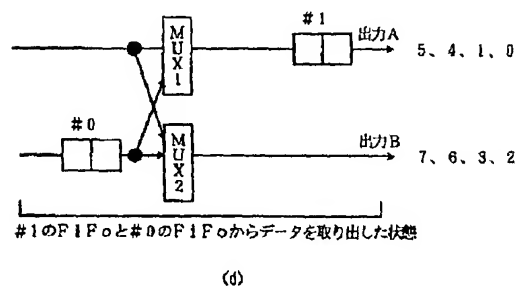 #1
出力A
MUX1
5、4、1、0
#0
MUX2
出力B
7、6、3、2
#1のFIFoと#0のFIFoからデータを取り出した状態
(d)